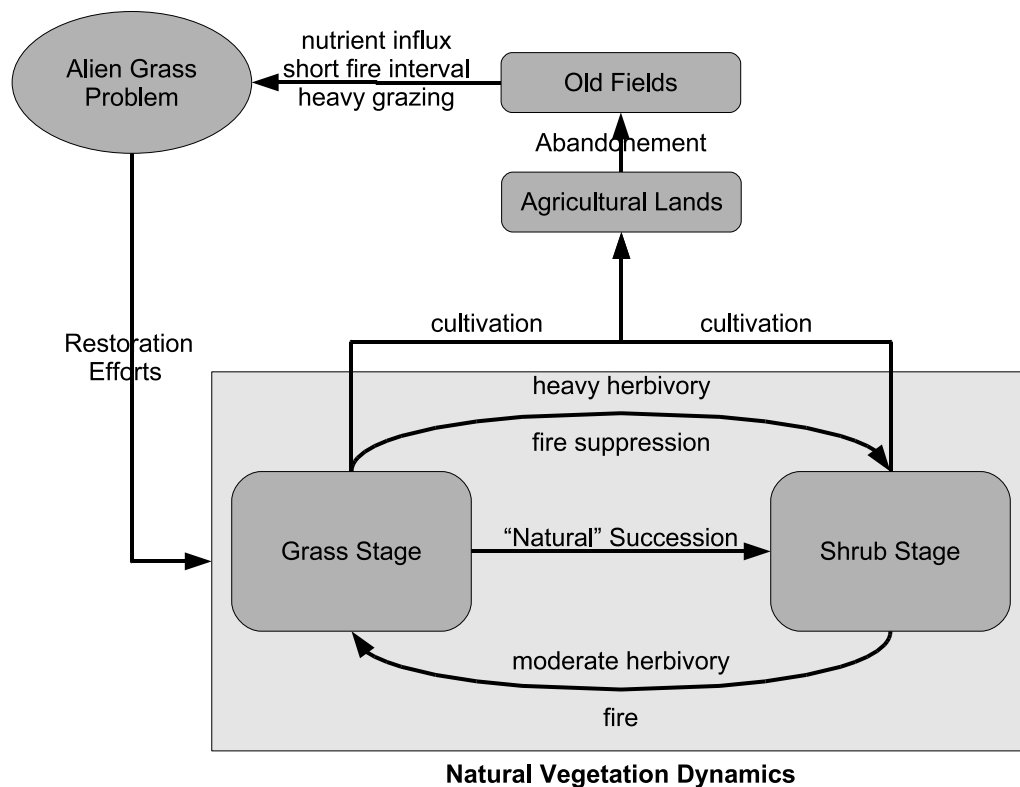 nutrient influx
short fire interval
heavy grazing
Alien Grass
Problem
Old Fields
Abandonement
Agricultural Lands
cultivation
cultivation
Restoration
Efforts
heavy herbivory
fire suppression
Grass Stage
“Natural” Succession
Shrub Stage
moderate herbivory
fire
Natural Vegetation Dynamics